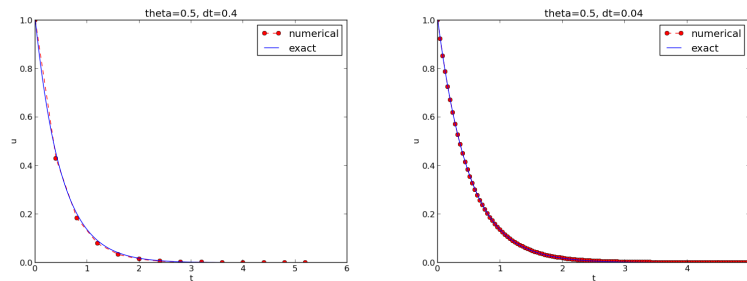 theta=0.5, dt=0.4
1.0
0.8
0.6
0.4
0.2
0.0
u
numerical
exact
0 1 2 3 4 5 6
t
theta=0.5, dt=0.04
1.0
0.8
0.6
0.4
0.2
0.0
u
numerical
exact
0 1 2 3 4
t